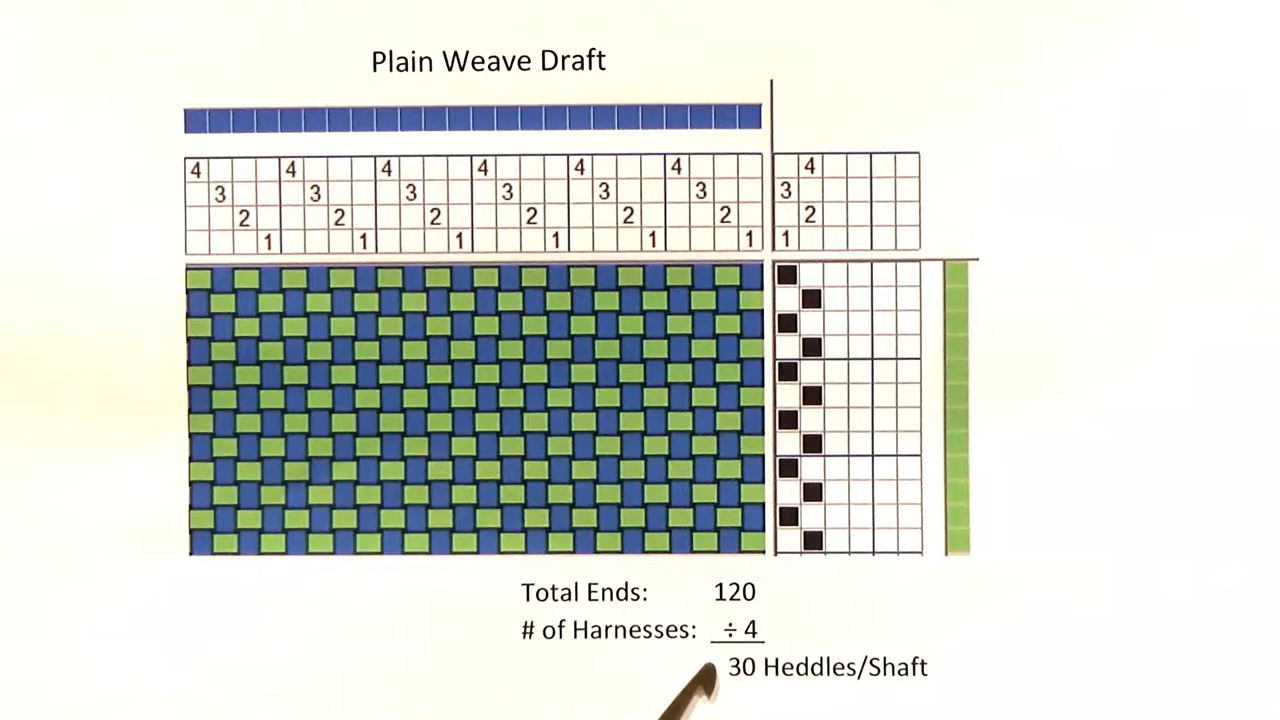 Plain Weave Draft
4 4 4 4 4 4 4
3 3 3 3 3 3 3
2 2 2 2 2 2 2
1 1 1 1 1 1 1
Total Ends: 120
# of Harnesses: ÷ 4
30 Heddles/Shaft